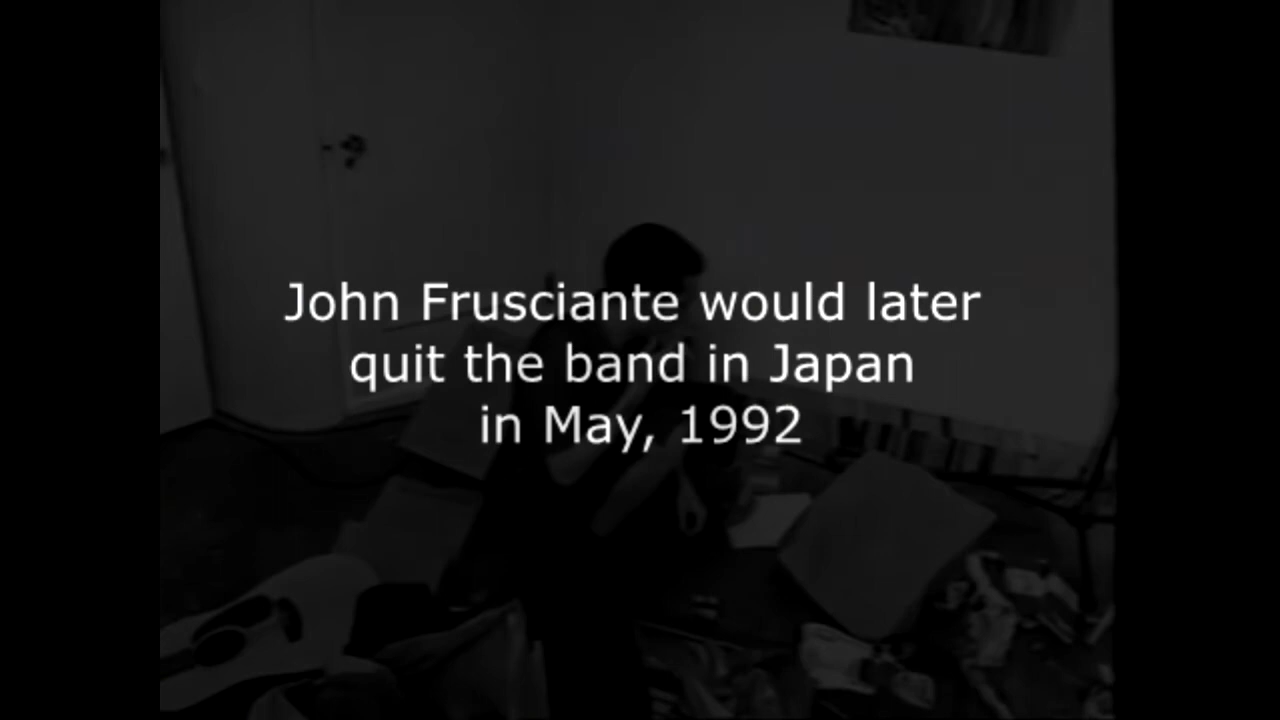 John Frusciante would later
quit the band in Japan
in May, 1992